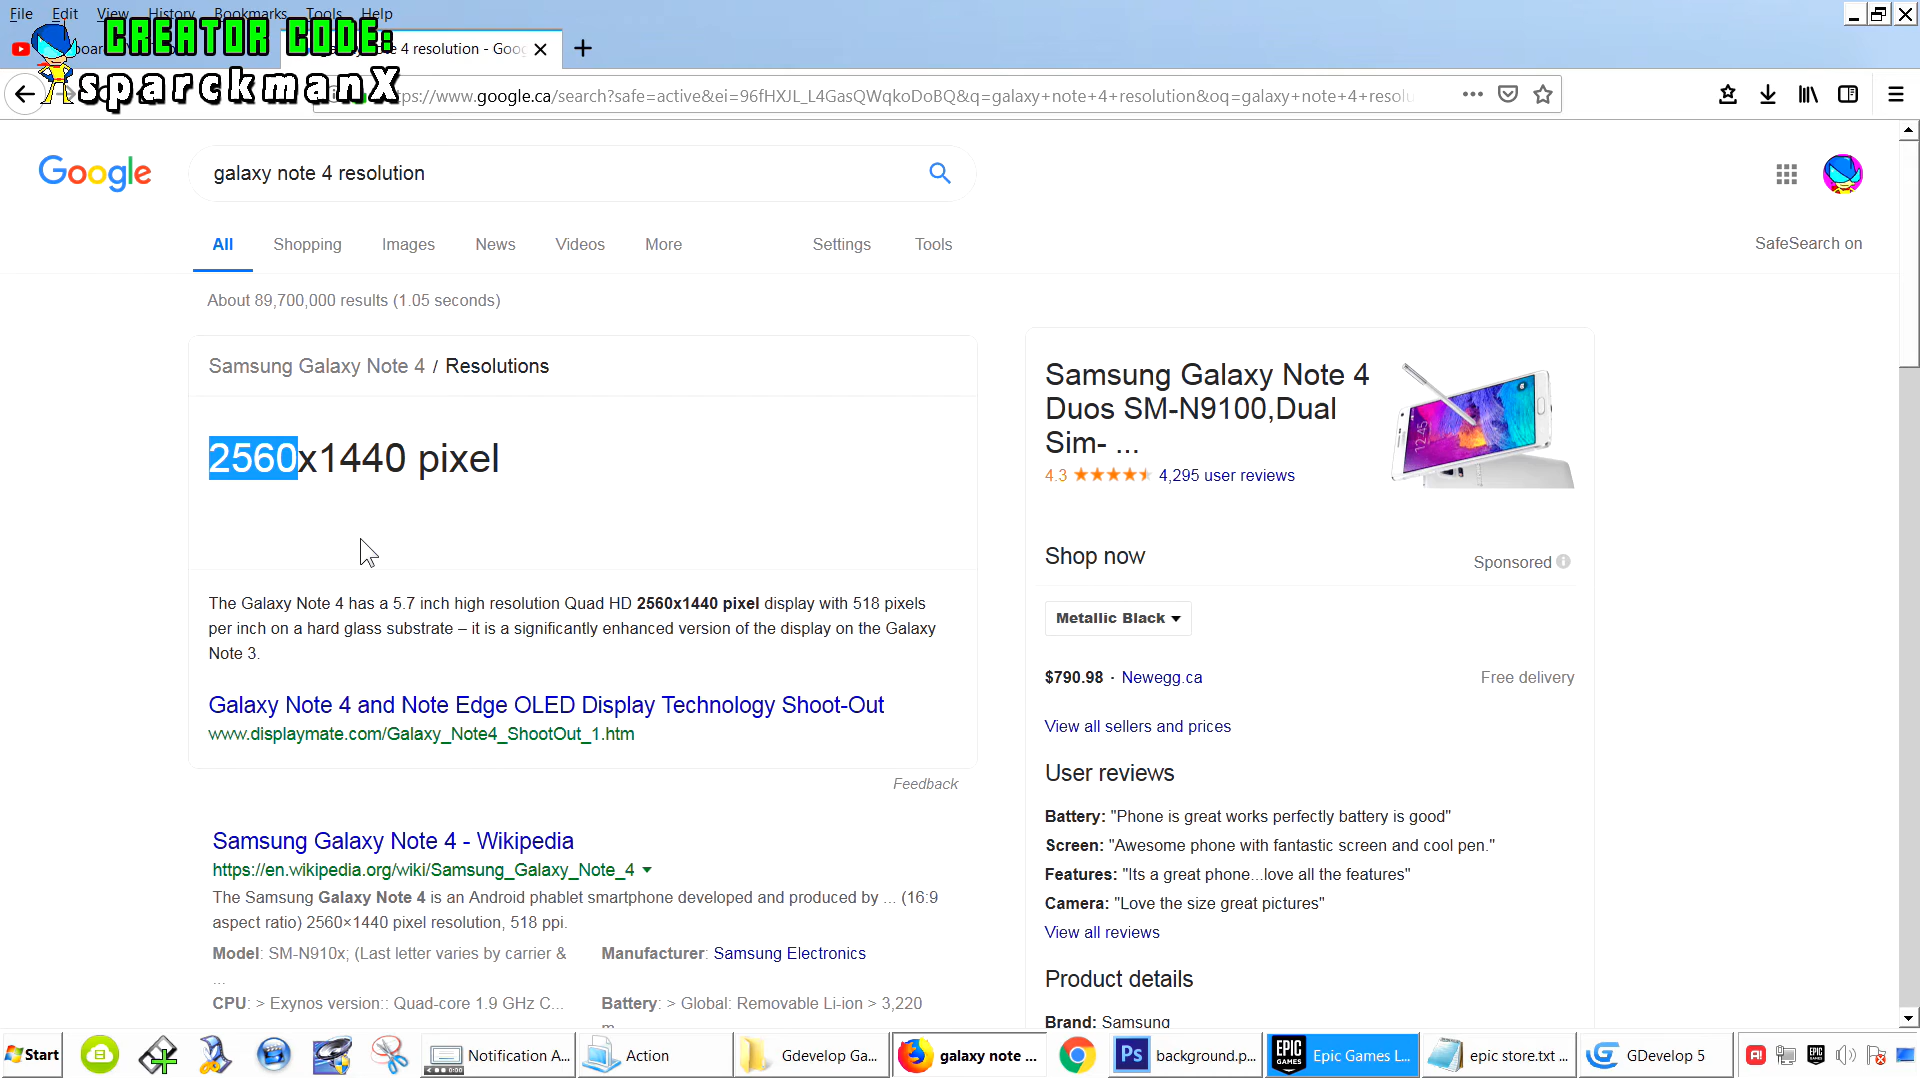 File Edit View History Bookmarks Tools Help
CREATOR CODE:
sparckmanX
4 resolution - Goog
https://www.google.ca/search?safe=active&ei=96fHXJL_L4GasQWqkoDoBQ&q=galaxy+note+4+resolution&oq=galaxy+note+4+resolu
Google
galaxy note 4 resolution
All Shopping Images News Videos More Settings Tools
SafeSearch on
About 89,700,000 results (1.05 seconds)
Samsung Galaxy Note 4 / Resolutions
2560x1440 pixel
The Galaxy Note 4 has a 5.7 inch high resolution Quad HD 2560x1440 pixel display with 518 pixels
per inch on a hard glass substrate – it is a significantly enhanced version of the display on the Galaxy
Note 3.
Galaxy Note 4 and Note Edge OLED Display Technology Shoot-Out
www.displaymate.com/Galaxy_Note4_ShootOut_1.htm
Feedback
Samsung Galaxy Note 4 - Wikipedia
https://en.wikipedia.org/wiki/Samsung_Galaxy_Note_4
The Samsung Galaxy Note 4 is an Android phablet smartphone developed and produced by ... (16:9
aspect ratio) 2560×1440 pixel resolution, 518 ppi.
Model: SM-N910x; (Last letter varies by carrier &
...
Manufacturer: Samsung Electronics
CPU: > Exynos version:: Quad-core 1.9 GHz C...
Battery: > Global: Removable Li-ion > 3,220
Samsung Galaxy Note 4
Duos SM-N9100,Dual
Sim- ...
4.3 4,295 user reviews
Shop now
Sponsored
Metallic Black
$790.98 · Newegg.ca
Free delivery
View all sellers and prices
User reviews
Battery: "Phone is great works perfectly battery is good"
Screen: "Awesome phone with fantastic screen and cool pen."
Features: "Its a great phone...love all the features"
Camera: "Love the size great pictures"
View all reviews
Product details
Brand: Samsung
Start
Notification A...
Action
Gdevelop Ga...
galaxy note ...
Ps
background.p...
EPIC GAMES
Epic Games L...
epic store.txt ...
GDevelop 5